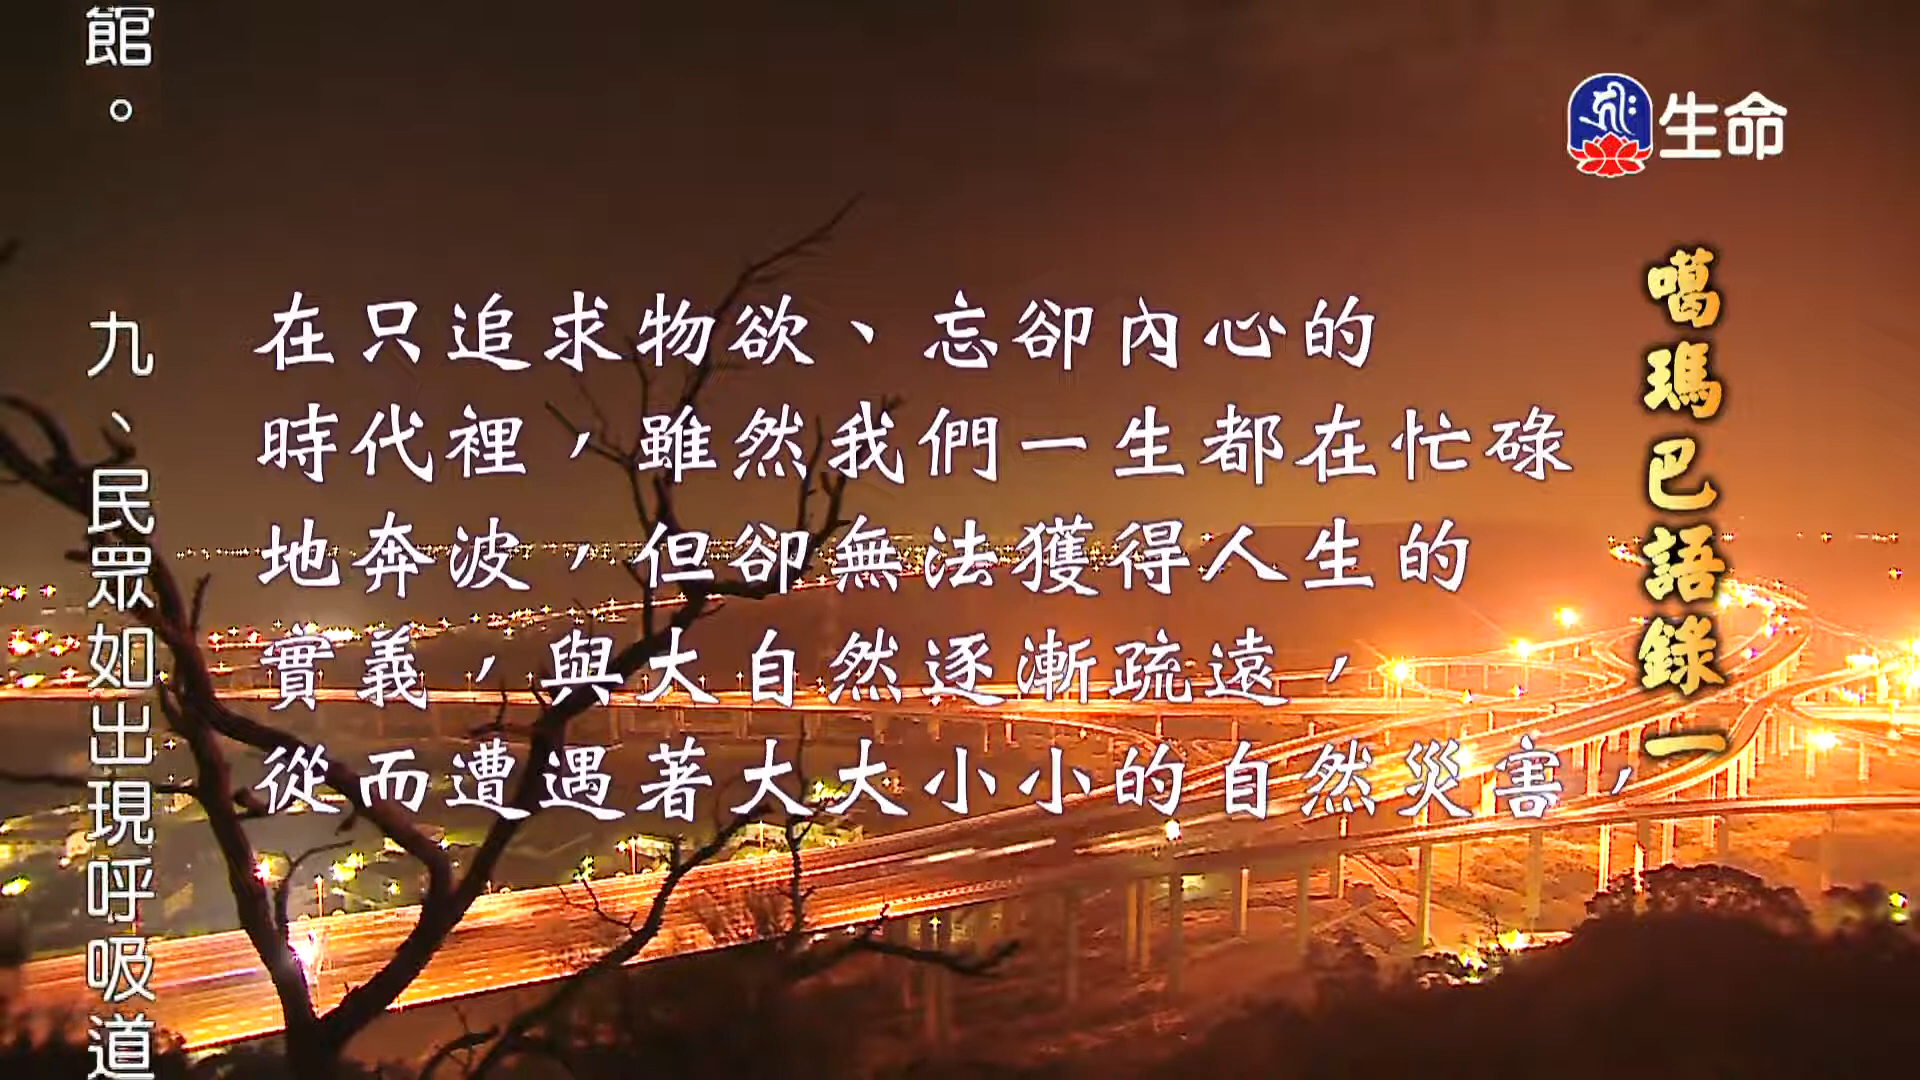 生命
噶瑪巴語錄一
在只追求物欲、忘卻內心的
時代裡，雖然我們一生都在忙碌
地奔波，但卻無法獲得人生的
實義，與大自然逐漸疏遠，
從而遭遇著大大小小的自然災害，
館。 九、民眾如出現呼吸道